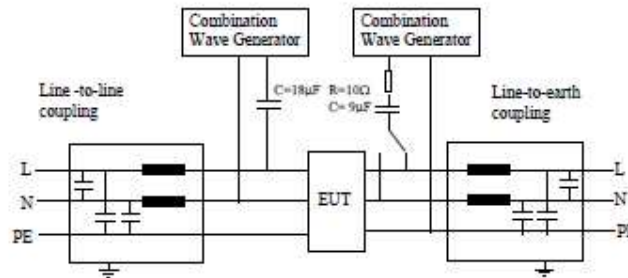 Combination
Wave Generator
Combination
Wave Generator
Line -to-line
coupling
C=18µF
R=10Ω
C= 9µF
Line-to-earth
coupling
L
N
PE
EUT
L
N
PE